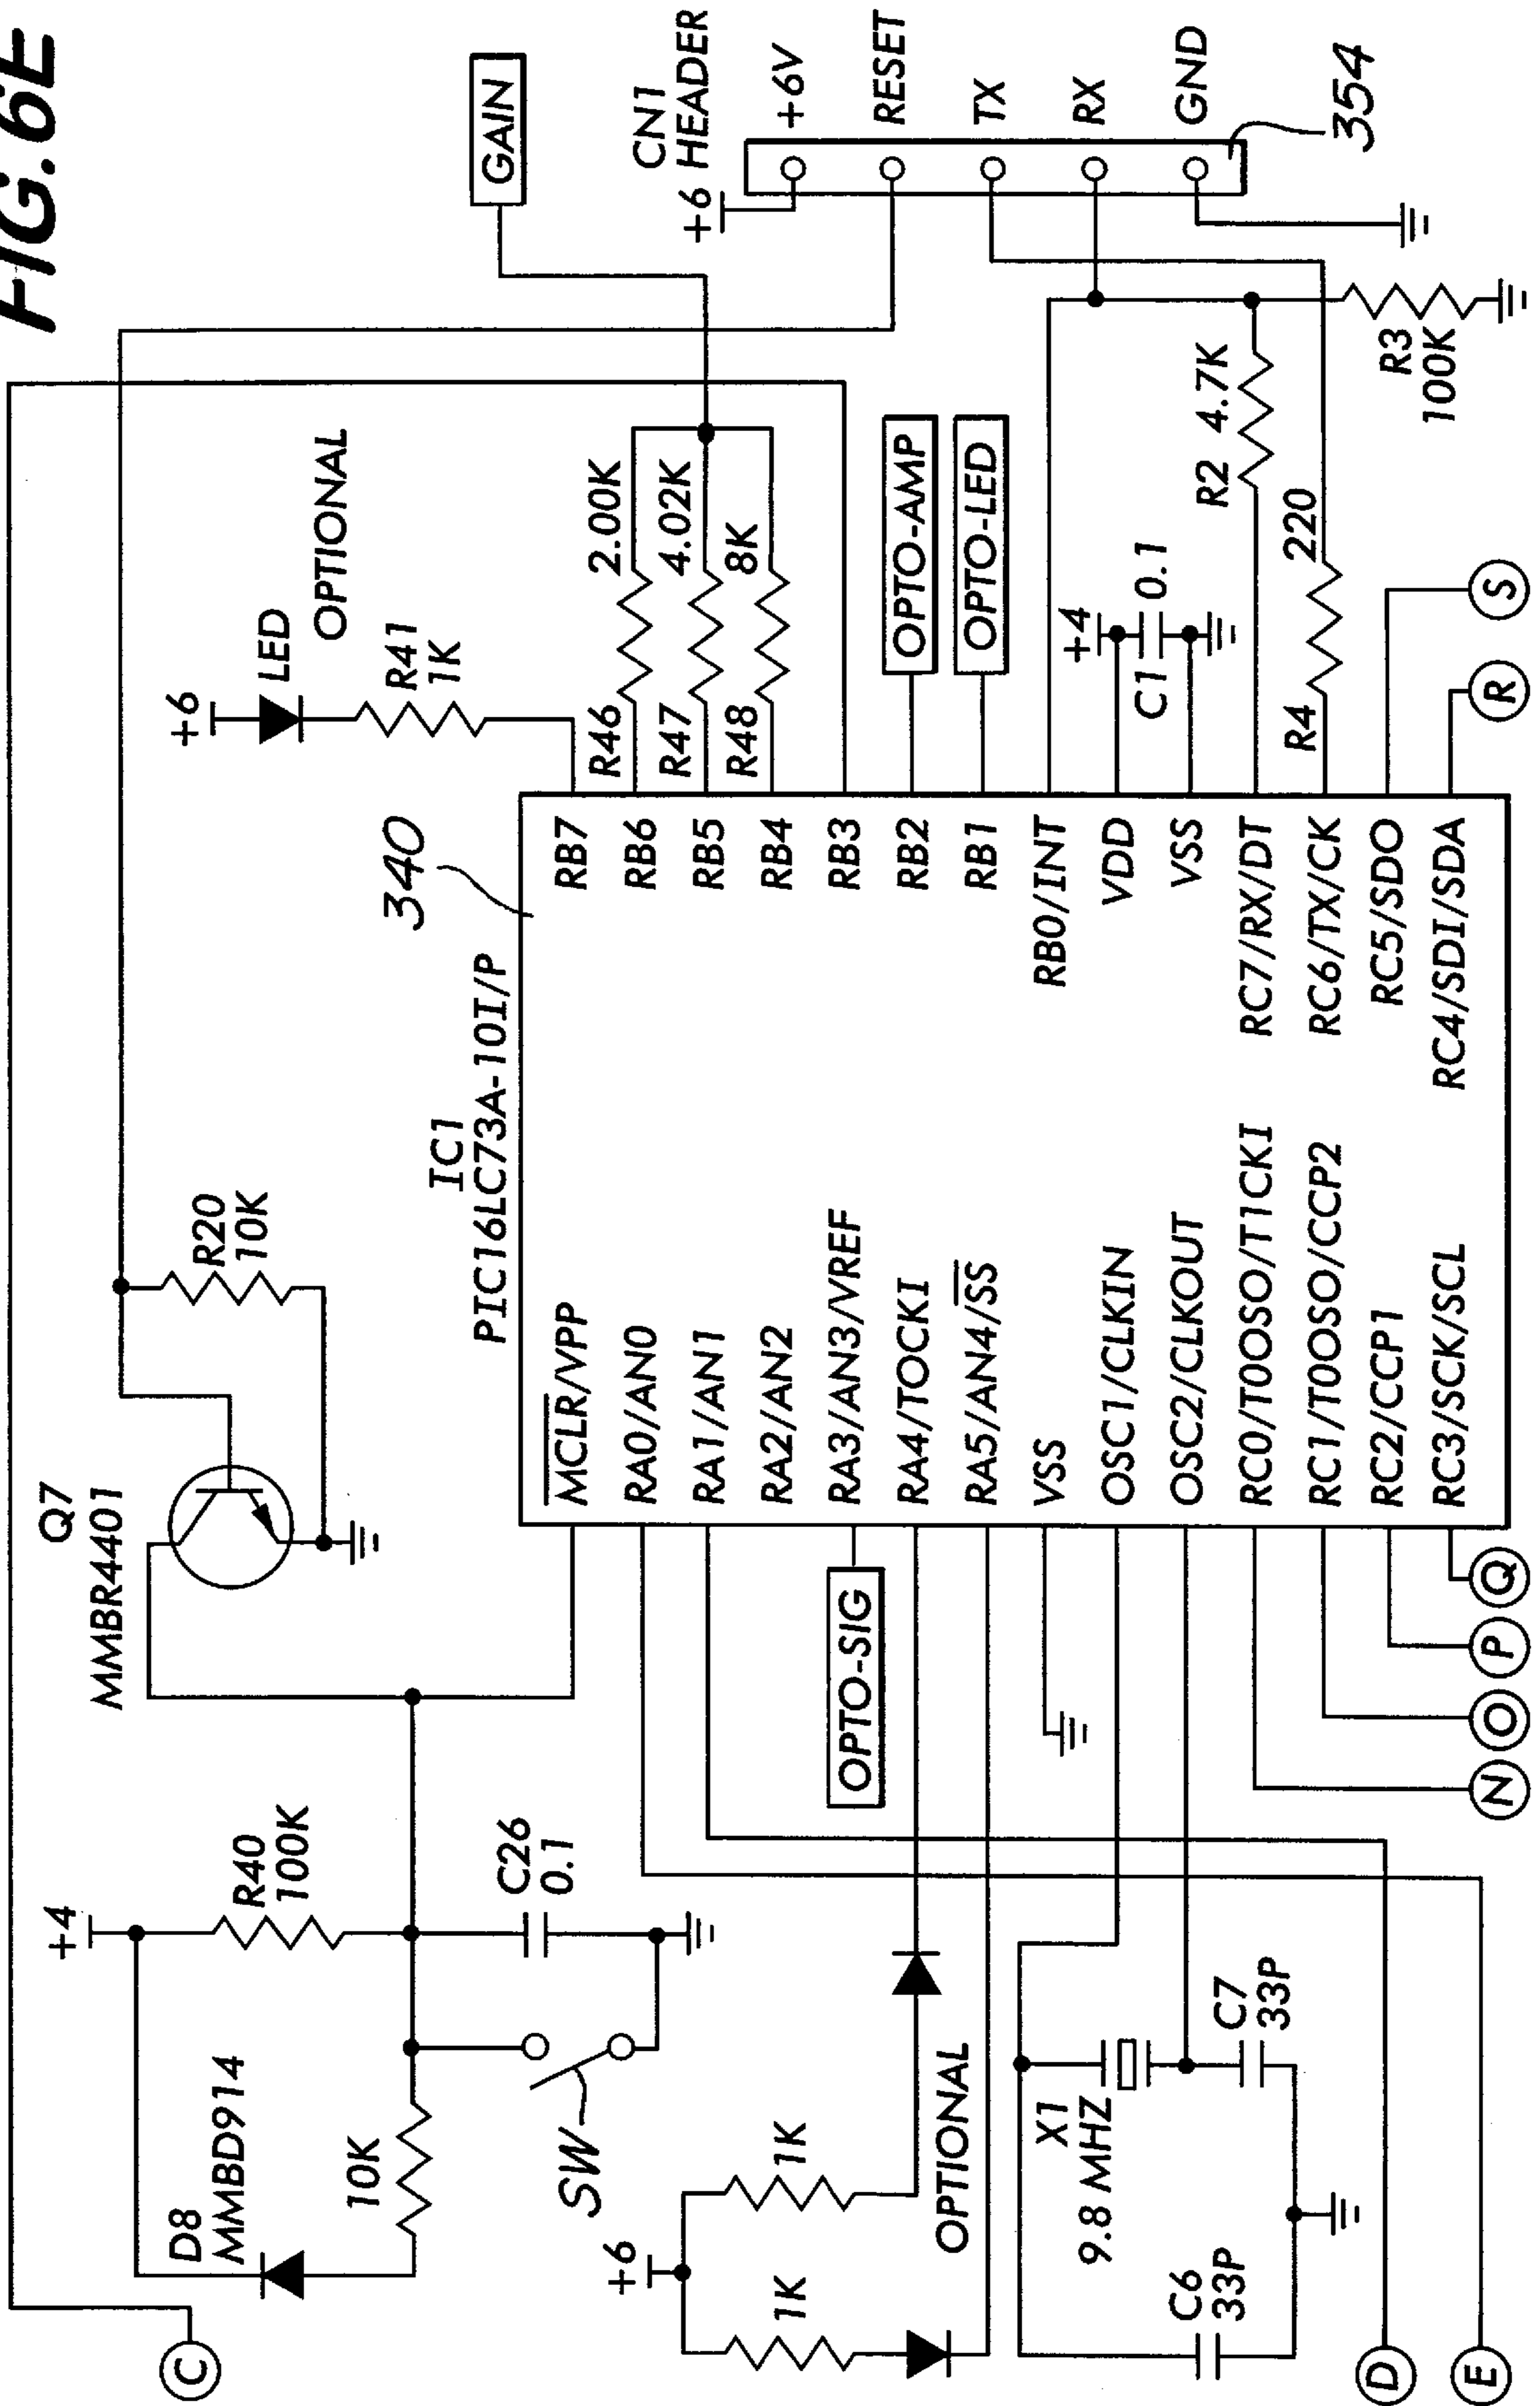 FIG. 6E
C
D8
MMBD914
10K
+4
R40
100K
C26
0.1
SW
Q7
MMBR4401
R20
10K
+6
LED
OPTIONAL
R41
1K
GAIN
CN1
+6 HEADER
+6V
RESET
TX
RX
GND
354
340
IC1
PIC16LC73A-10I/P
MCLR/VPP
RA0/AN0
RA1/AN1
RA2/AN2
RA3/AN3/VREF
RA4/TOCKI
RA5/AN4/SS
VSS
OSC1/CLKIN
OSC2/CLKOUT
RC0/T0OSO/T1CKI
RC1/T0OSO/CCP2
RC2/CCP1
RC3/SCK/SCL
RB7
RB6
RB5
RB4
RB3
RB2
RB1
RB0/INT
VDD
VSS
RC7/RX/DT
RC6/TX/CK
RC5/SDO
RC4/SDI/SDA
R46 2.00K
R47 4.02K
R48 8K
OPTO-AMP
OPTO-LED
+4
C1 0.1
R2 4.7K
R4 220
R3
100K
S
R
OPTO-SIG
+6
1K
1K
OPTIONAL
X1
9.8 MHZ
C6
33P
C7
33P
D
E
N
O
P
Q